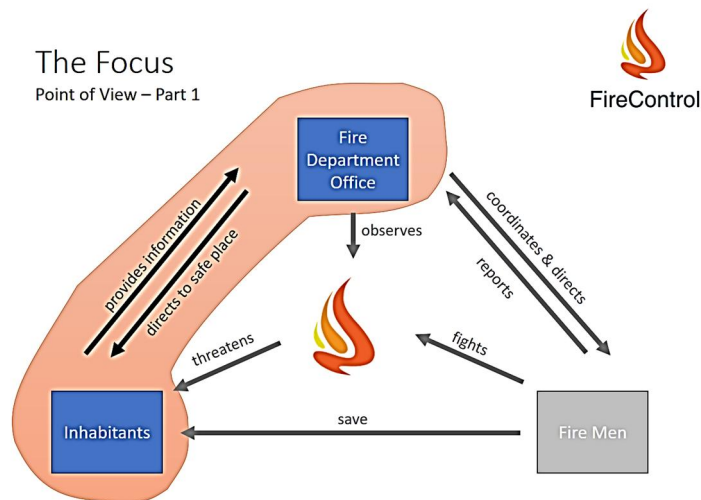 The Focus
Point of View – Part 1
FireControl
Fire
Department
Office
observes
provides information
directs to safe place
coordinates & directs
reports
threatens
fights
Inhabitants
save
Fire Men